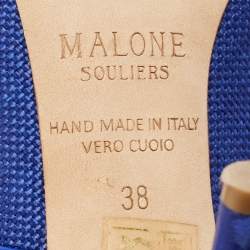 MALONE
SOULIERS
HAND MADE IN ITALY
VERO CUOIO
38